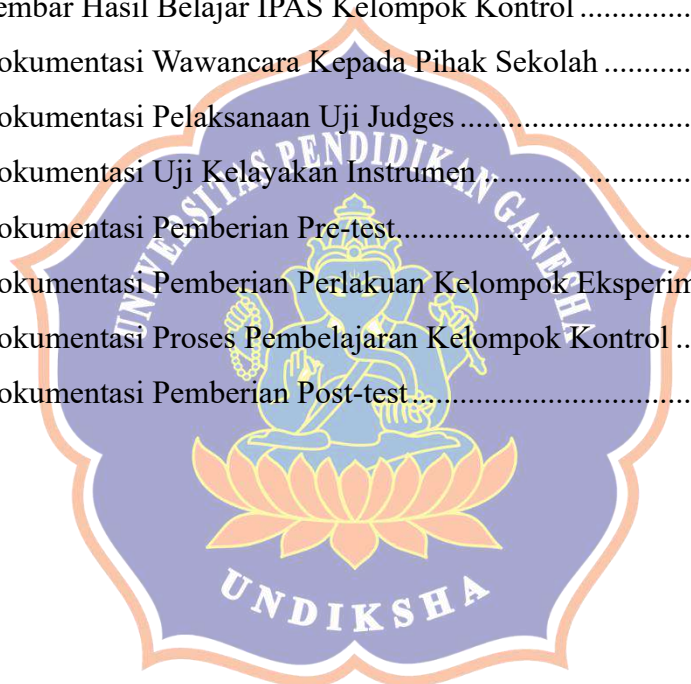 embar Hasil Belajar IPAS Kelompok Kontrol ............
okumentasi Wawancara Kepada Pihak Sekolah ...........
okumentasi Pelaksanaan Uji Judges .............................
okumentasi Uji Kelayakan Instrumen ...........................
okumentasi Pemberian Pre-test.....................................
okumentasi Pemberian Perlakuan Kelompok Eksperim
okumentasi Proses Pembelajaran Kelompok Kontrol ..
okumentasi Pemberian Post-test...................................
UNIVERSITAS PENDIDIKAN GANESHA
UNDIKSHA